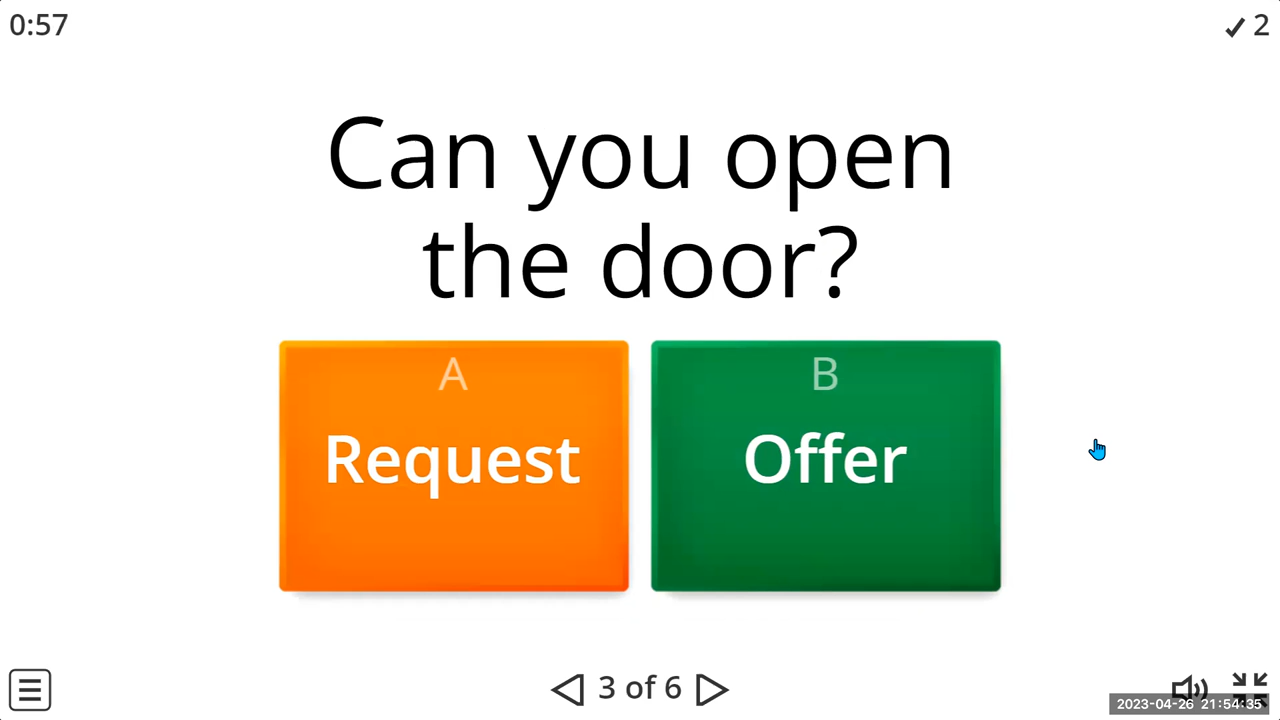 0:57
✓ 2
Can you open
the door?
A
B
Request
Offer
3 of 6
2023-04-26 21:54:35